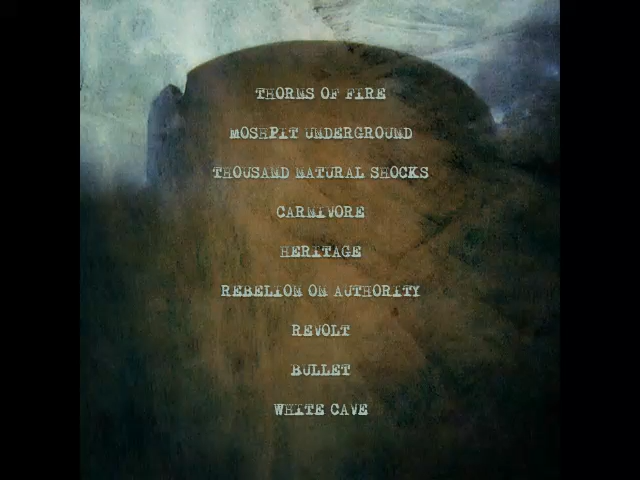 THORNS OF FIRE
MOSHPIT UNDERGROUND
THOUSAND NATURAL SHOCKS
CARNIVORE
HERITAGE
REBELION ON AUTHORITY
REVOLT
BULLET
WHITE CAVE